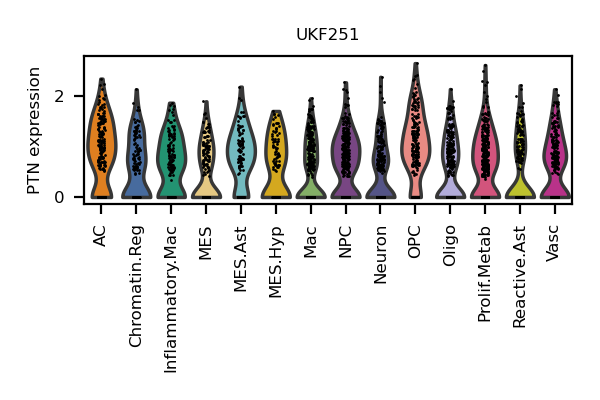 UKF251
PTN expression
2
0
AC
Chromatin.Reg
Inflammatory.Mac
MES
MES.Ast
MES.Hyp
Mac
NPC
Neuron
OPC
Oligo
Prolif.Metab
Reactive.Ast
Vasc